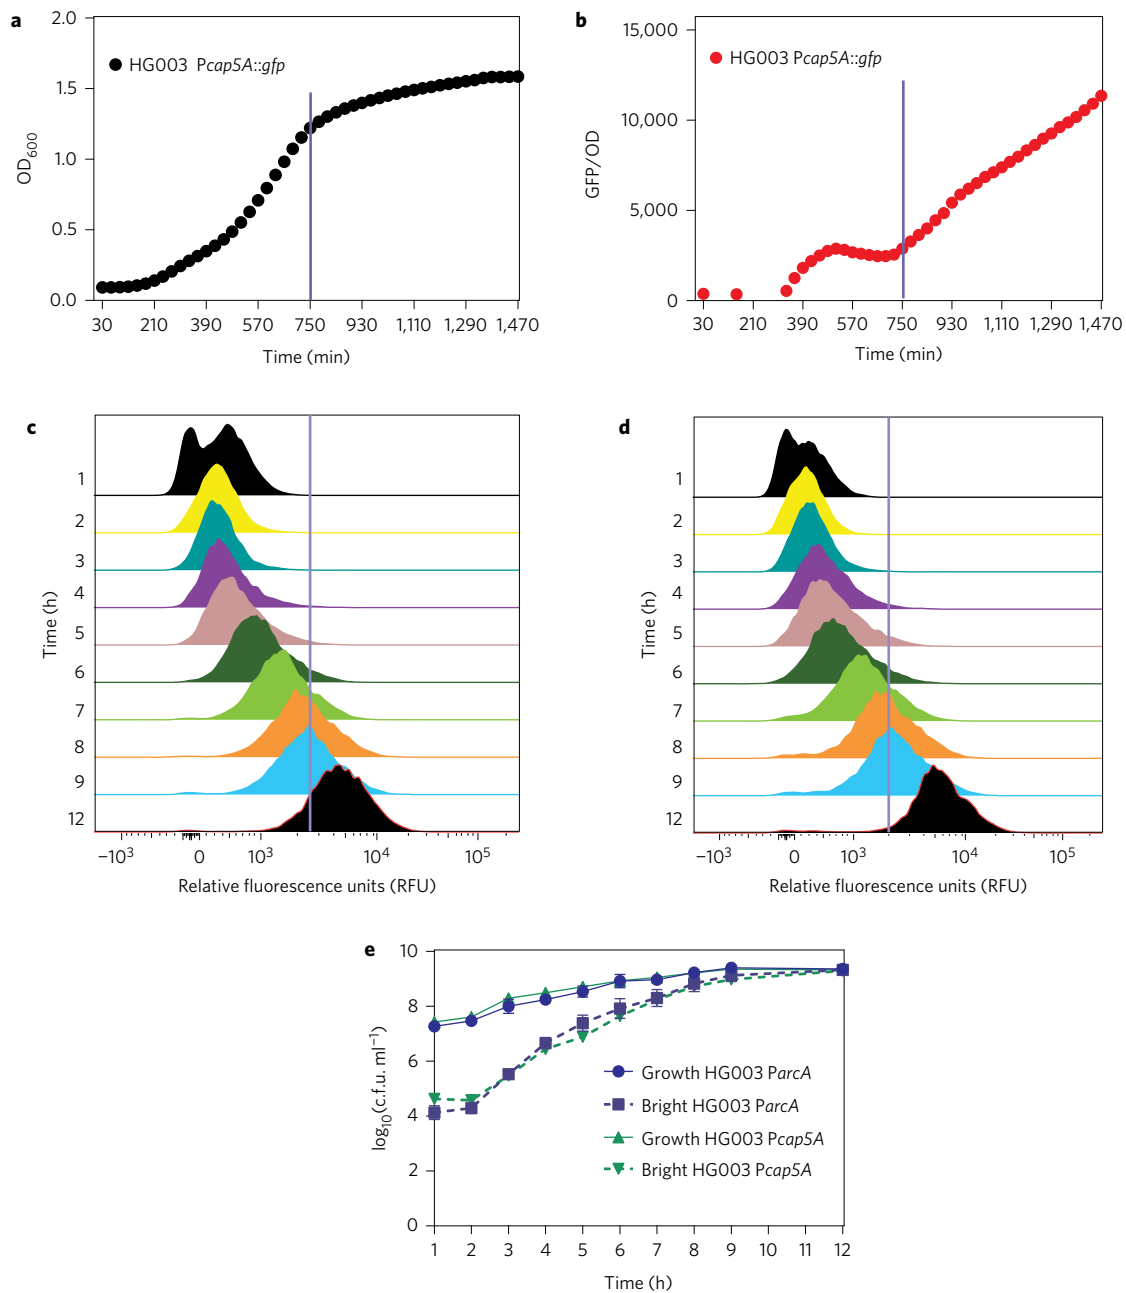 a
2.0
1.5
1.0
0.5
0.0
OD600
HG003 Pcap5A::gfp
30 210 390 570 750 930 1,110 1,290 1,470
Time (min)
b
15,000
10,000
5,000
0
GFP/OD
HG003 Pcap5A::gfp
30 210 390 570 750 930 1,110 1,290 1,470
Time (min)
c
Time (h)
1
2
3
4
5
6
7
8
9
12
−10³ 0 10³ 10⁴ 10⁵
Relative fluorescence units (RFU)
d
Time (h)
1
2
3
4
5
6
7
8
9
12
−10³ 0 10³ 10⁴ 10⁵
Relative fluorescence units (RFU)
e
10
8
6
4
2
0
log10(c.f.u. ml⁻¹)
Growth HG003 ParcA
Bright HG003 ParcA
Growth HG003 Pcap5A
Bright HG003 Pcap5A
1 2 3 4 5 6 7 8 9 10 11 12
Time (h)